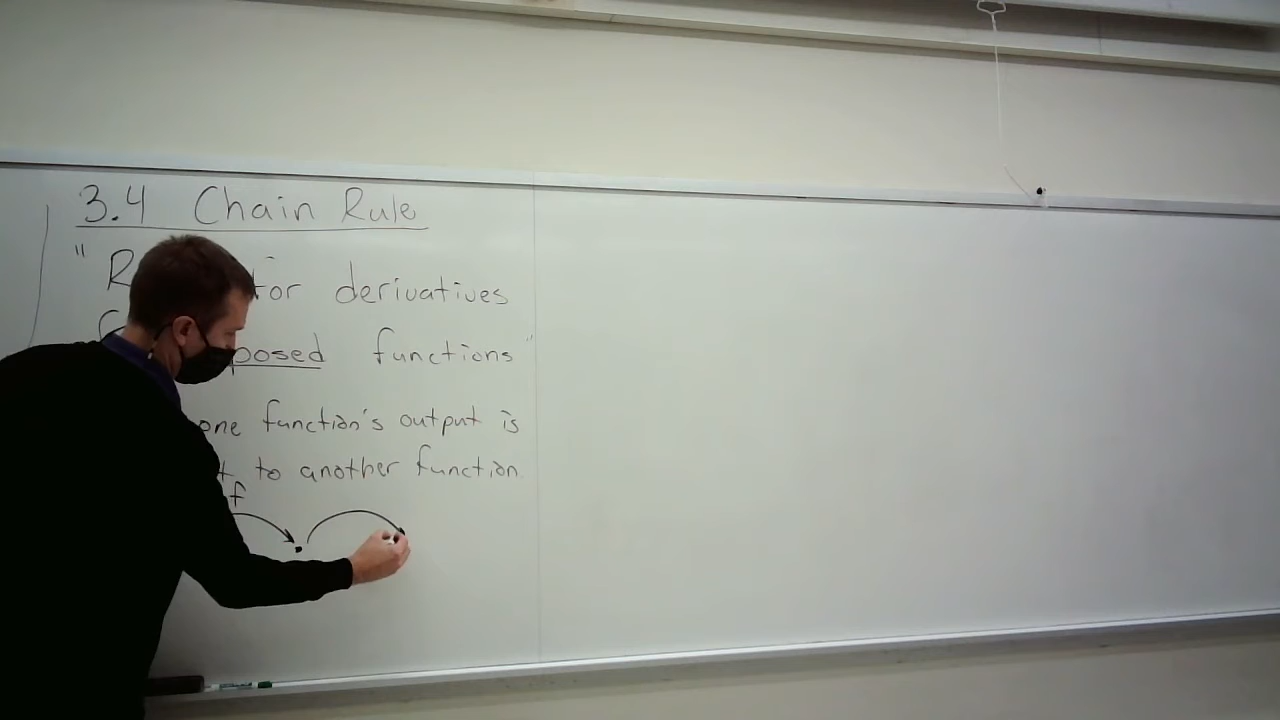 3.4 Chain Rule
" for derivatives
posed functions"
one function's output is
to another function.
f